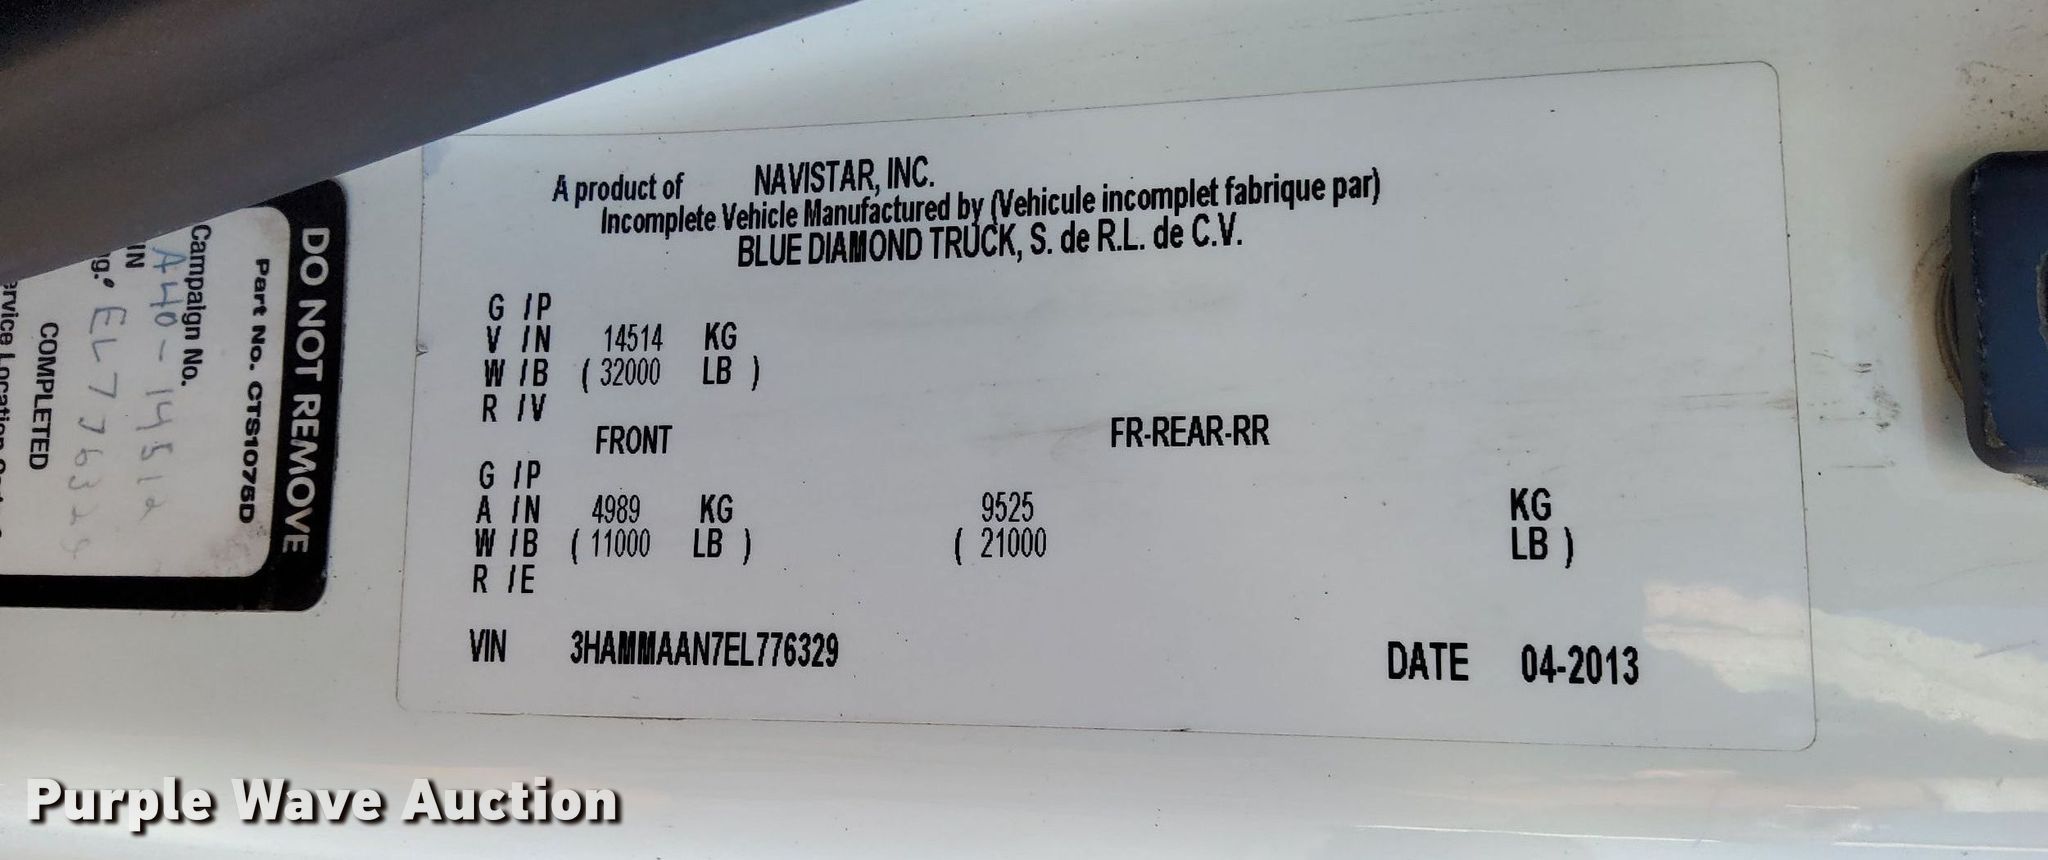 A product of NAVISTAR, INC.
Incomplete Vehicle Manufactured by (Vehicule incomplet fabrique par)
BLUE DIAMOND TRUCK, S. de R.L. de C.V.
G /P
V /N 14514 KG
W /B ( 32000 LB )
R /V
FRONT FR-REAR-RR
G /P
A /N 4989 KG 9525 KG
W /B ( 11000 LB ) ( 21000 LB )
R /E
VIN 3HAMMAAN7EL776329 DATE 04-2013
DO NOT REMOVE
Part No. CTS1075D
Campaign No.
A40-14512
EL776329
COMPLETED
Purple Wave Auction